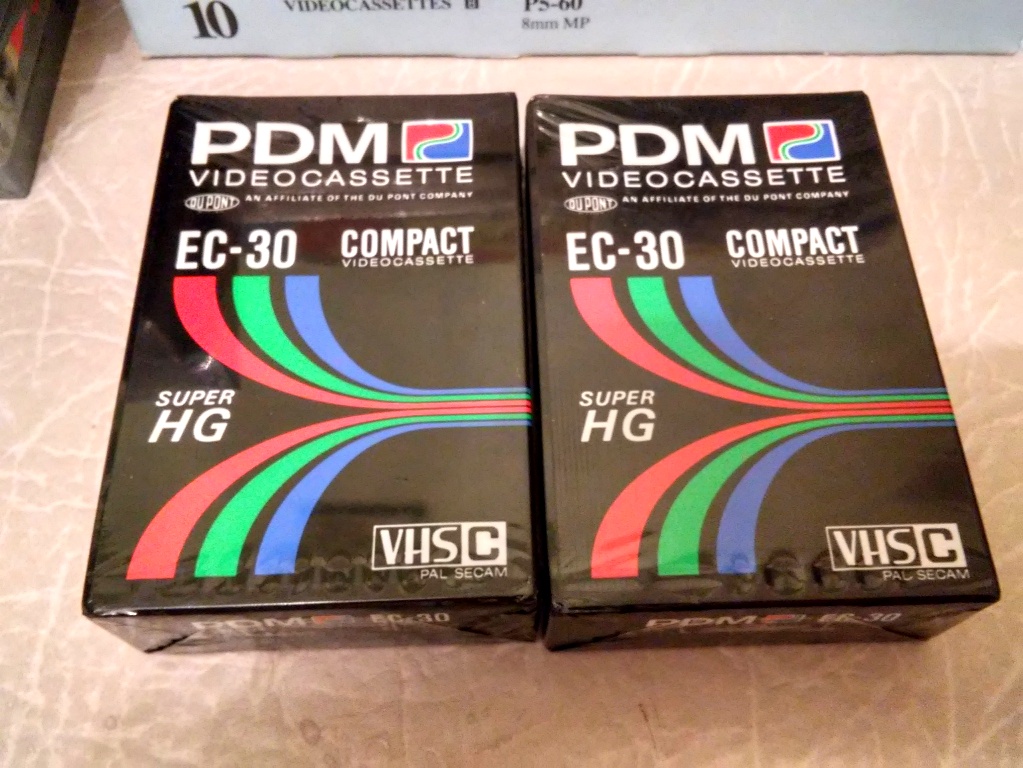 10
VIDEOCASSETTES 8
P5-60
8mm MP
PDM
VIDEOCASSETTE
DU PONT AN AFFILIATE OF THE DU PONT COMPANY
EC-30 COMPACT
VIDEOCASSETTE
SUPER
HG
VHS C
PAL SECAM
PDM EC-30
PDM
VIDEOCASSETTE
DU PONT AN AFFILIATE OF THE DU PONT COMPANY
EC-30 COMPACT
VIDEOCASSETTE
SUPER
HG
VHS C
PAL SECAM
PDM EC-30